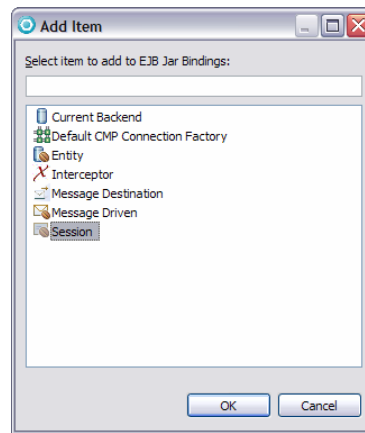 Add Item
Select item to add to EJB Jar Bindings:
Current Backend
Default CMP Connection Factory
Entity
Interceptor
Message Destination
Message Driven
Session
OK
Cancel